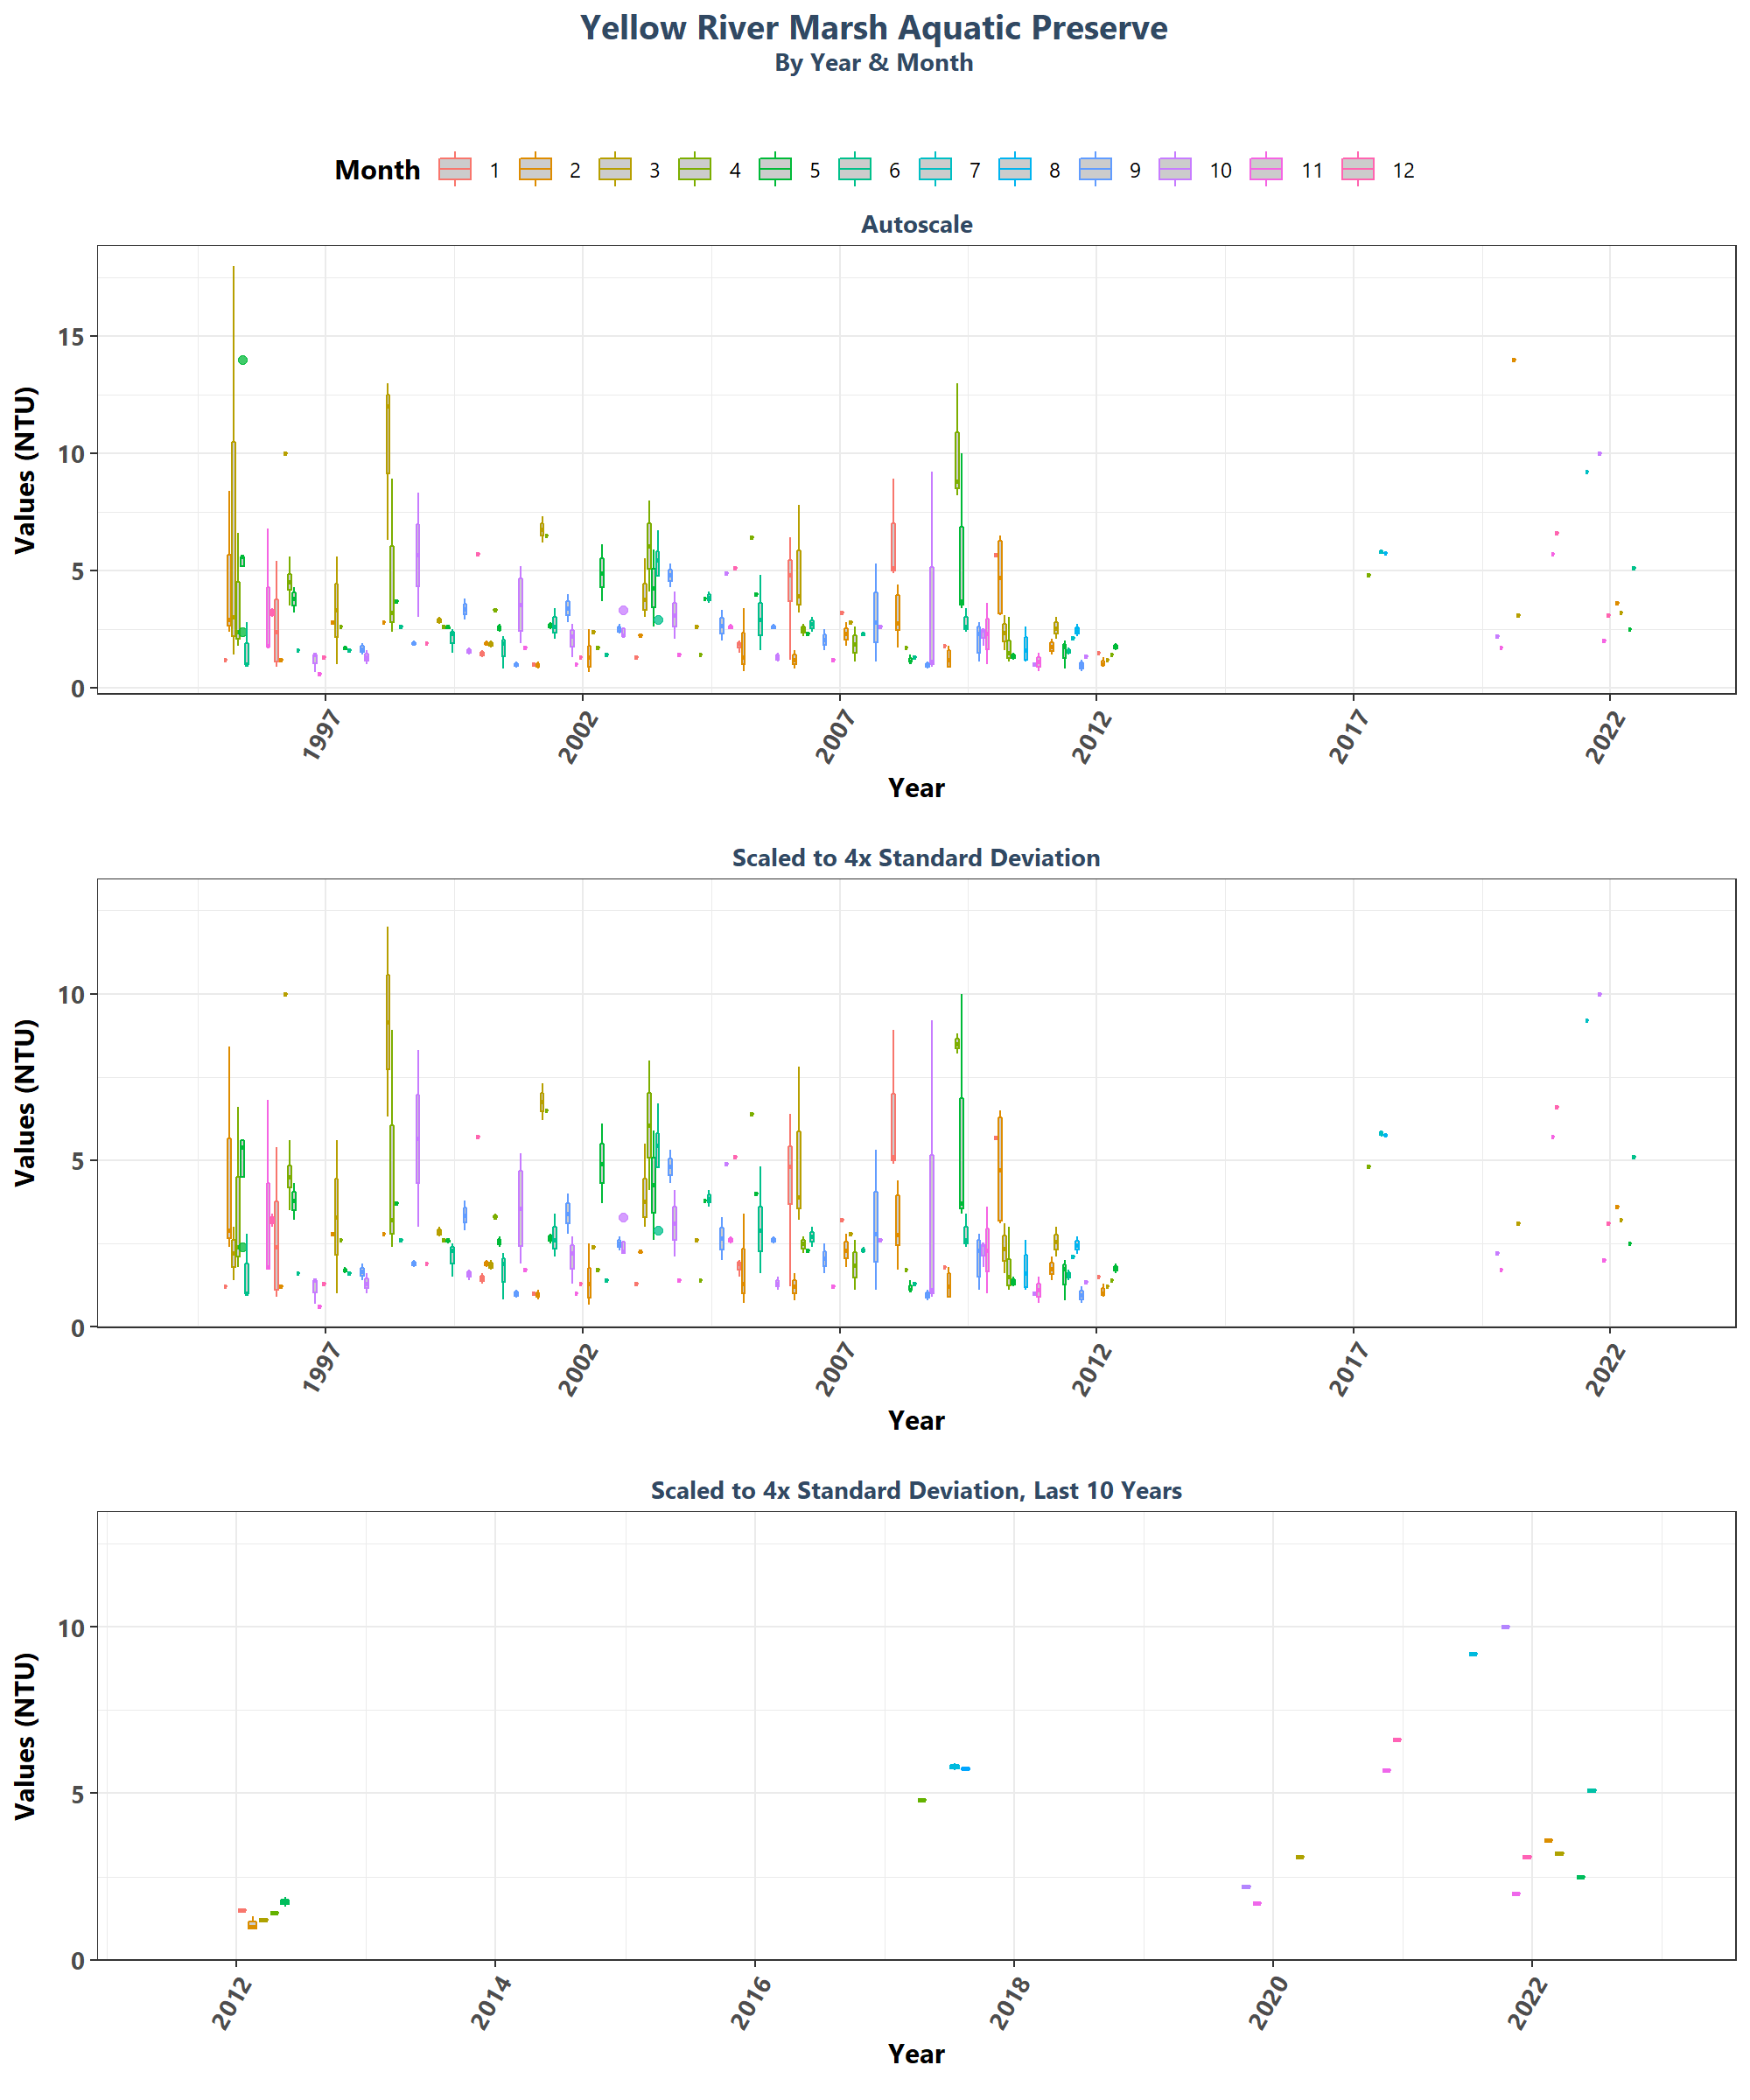 Yellow River Marsh Aquatic Preserve
By Year & Month
Month 1 2 3 4 5 6 7 8 9 10 11 12
Autoscale
Values (NTU)
15
10
5
0
1997 2002 2007 2012 2017 2022
Year
Scaled to 4x Standard Deviation
Values (NTU)
10
5
0
1997 2002 2007 2012 2017 2022
Year
Scaled to 4x Standard Deviation, Last 10 Years
Values (NTU)
10
5
0
2012 2014 2016 2018 2020 2022
Year